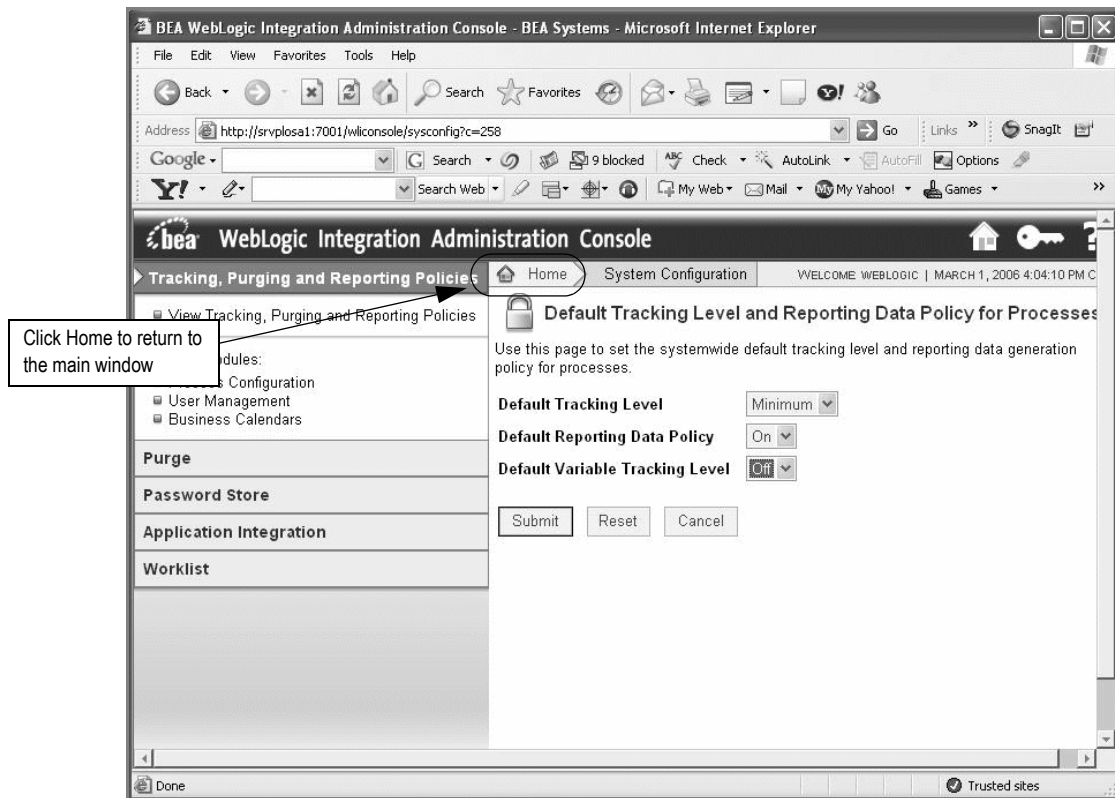 BEA WebLogic Integration Administration Console - BEA Systems - Microsoft Internet Explorer
File Edit View Favorites Tools Help
Back Search Favorites
Address http://srvplosa1:7001/wliconsole/sysconfig?c=258 Go Links » SnagIt
Google Search 9 blocked ABC Check AutoLink AutoFill Options
Y! Search Web My Web Mail My Yahoo! Games »
bea WebLogic Integration Administration Console ?
Tracking, Purging and Reporting Policies Home System Configuration WELCOME WEBLOGIC | MARCH 1, 2006 4:04:10 PM
View Tracking, Purging and Reporting Policies
Default Tracking Level and Reporting Data Policy for Processes
Click Home to return to
the main window
Use this page to set the systemwide default tracking level and reporting data generation
policy for processes.
Configuration
User Management
Business Calendars
Default Tracking Level Minimum
Default Reporting Data Policy On
Default Variable Tracking Level Off
Submit Reset Cancel
Purge
Password Store
Application Integration
Worklist
Done Trusted sites